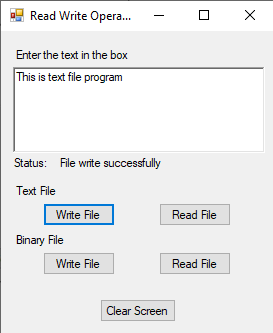 Read Write Opera...
Enter the text in the box
This is text file program
Status: File write successfully
Text File
Write File Read File
Binary File
Write File Read File
Clear Screen